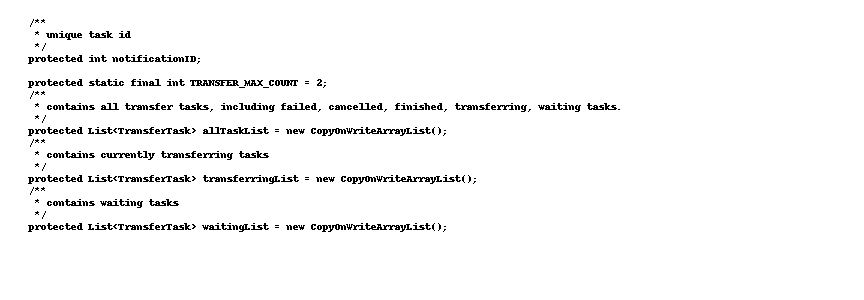 /**
 * unique task id
 */
protected int notificationID;
protected static final int TRANSFER_MAX_COUNT = 2;
/**
 * contains all transfer tasks, including failed, cancelled, finished, transferring, waiting tasks.
 */
protected List<TransferTask> allTaskList = new CopyOnWriteArrayList();
/**
 * contains currently transferring tasks
 */
protected List<TransferTask> transferringList = new CopyOnWriteArrayList();
/**
 * contains waiting tasks
 */
protected List<TransferTask> waitingList = new CopyOnWriteArrayList();